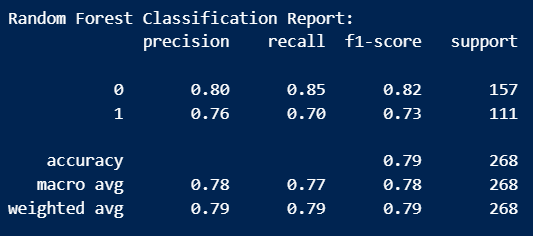 Random Forest Classification Report:
precision recall f1-score support
0 0.80 0.85 0.82 157
1 0.76 0.70 0.73 111
accuracy 0.79 268
macro avg 0.78 0.77 0.78 268
weighted avg 0.79 0.79 0.79 268